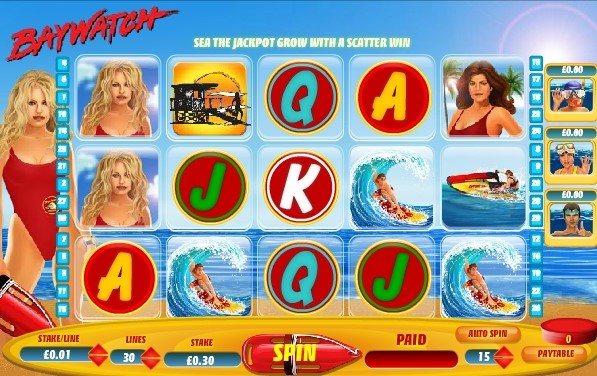 BAYWATCH
SEA THE JACKPOT GROW WITH A SCATTER WIN
Q
A
J
K
A
Q
J
£0.00
£0.00
£0.00
STAKE/LINE
£0.01
LINES
30
STAKE
£0.30
SPIN
PAID
AUTO SPIN
15
0
PAYTABLE